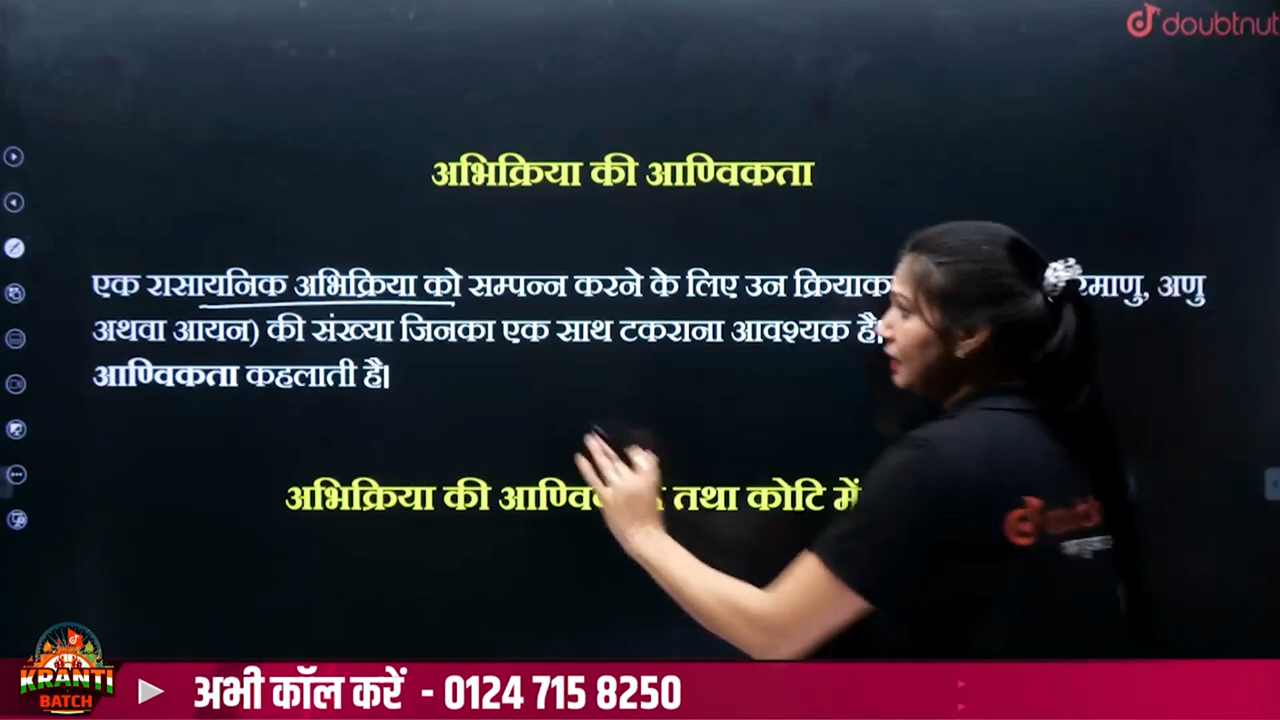 doubtnut
अभिक्रिया की आण्विकता
एक रासायनिक अभिक्रिया को सम्पन्न करने के लिए उन अणु
अथवा आयन) की संख्या जिनका एक साथ टकराना आवश्यक है
आण्विकता कहलाती है।
अभिक्रिया की तथा कोटि में
KRANTI
BATCH
अभी कॉल करें - 0124 715 8250